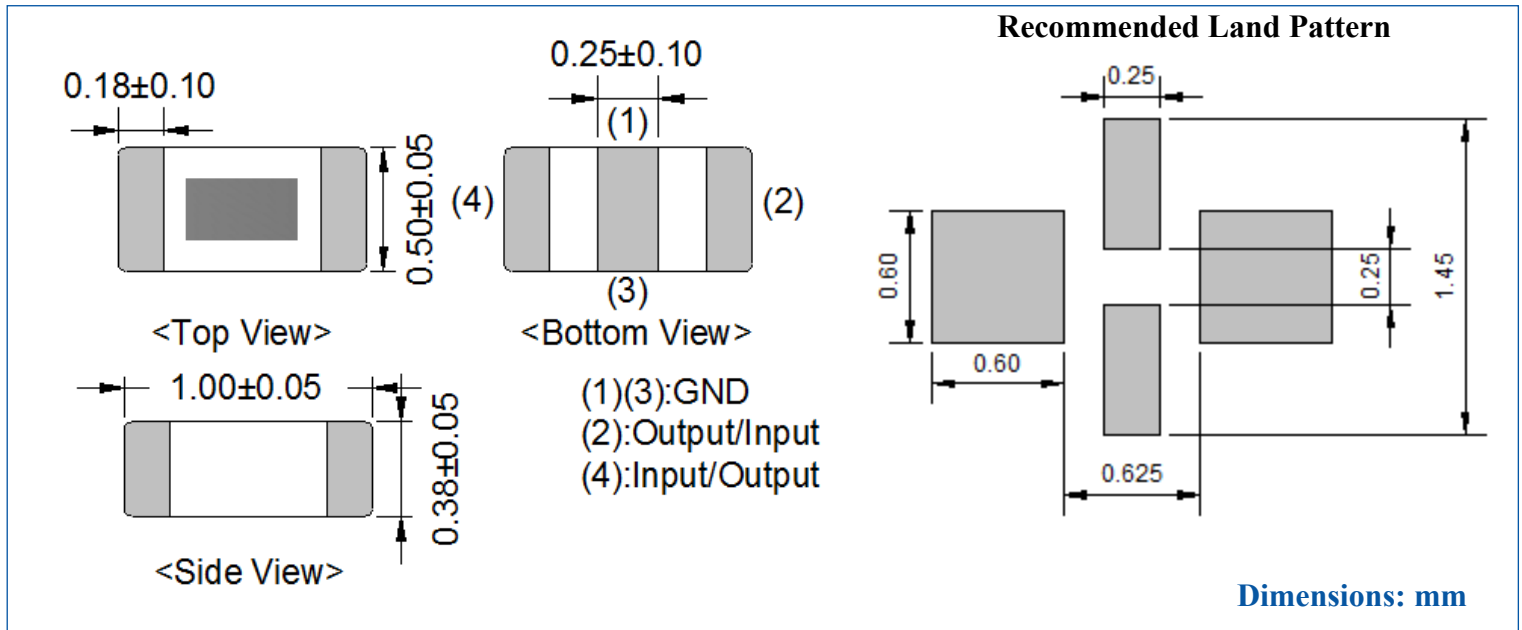 Recommended Land Pattern
0.18±0.10
0.50±0.05
<Top View>
0.25±0.10
(1)
(4)
(2)
(3)
<Bottom View>
1.00±0.05
0.38±0.05
<Side View>
(1)(3):GND
(2):Output/Input
(4):Input/Output
0.25
0.60
0.60
0.25
1.45
0.625
Dimensions: mm